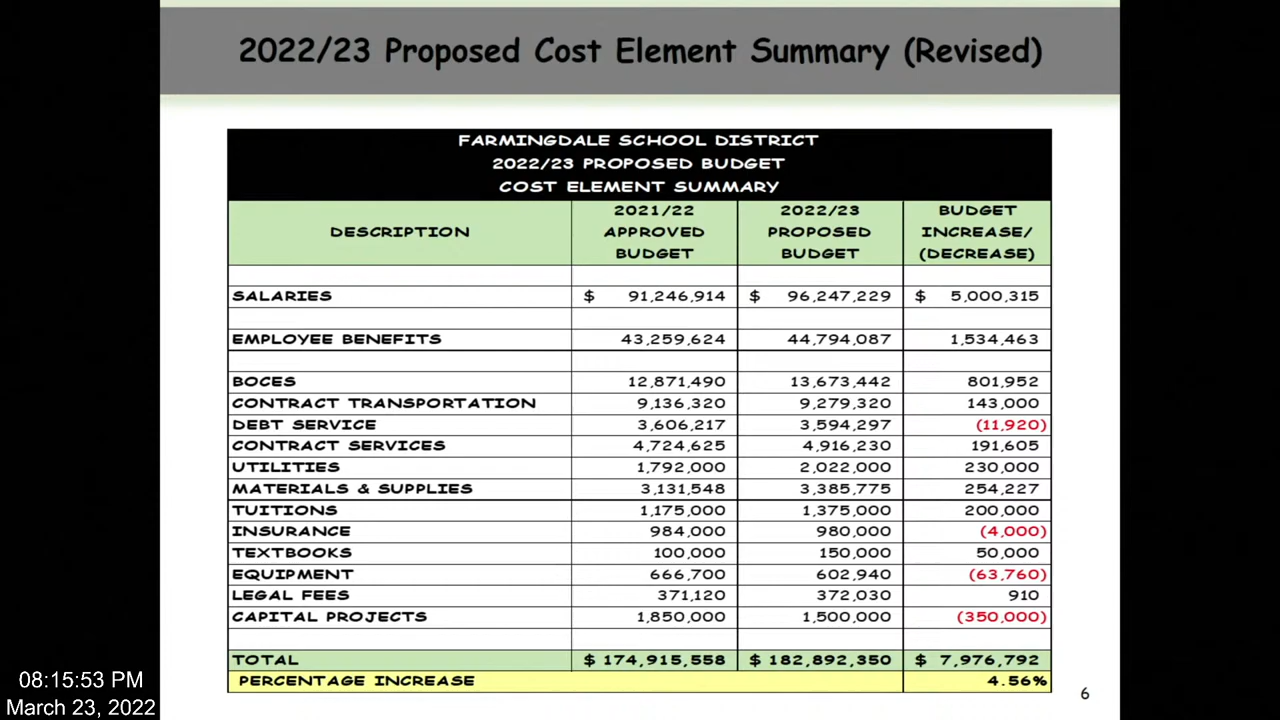 2022/23 Proposed Cost Element Summary (Revised)
FARMINGDALE SCHOOL DISTRICT
2022/23 PROPOSED BUDGET
COST ELEMENT SUMMARY
DESCRIPTION
2021/22 APPROVED BUDGET
2022/23 PROPOSED BUDGET
BUDGET INCREASE/ (DECREASE)
SALARIES $ 91,246,914 $ 96,247,229 $ 5,000,315
EMPLOYEE BENEFITS 43,259,624 44,794,087 1,534,463
BOCES 12,871,490 13,673,442 801,952
CONTRACT TRANSPORTATION 9,136,320 9,279,320 143,000
DEBT SERVICE 3,606,217 3,594,297 (11,920)
CONTRACT SERVICES 4,724,625 4,916,230 191,605
UTILITIES 1,792,000 2,022,000 230,000
MATERIALS & SUPPLIES 3,131,548 3,385,775 254,227
TUITIONS 1,175,000 1,375,000 200,000
INSURANCE 984,000 980,000 (4,000)
TEXTBOOKS 100,000 150,000 50,000
EQUIPMENT 666,700 602,940 (63,760)
LEGAL FEES 371,120 372,030 910
CAPITAL PROJECTS 1,850,000 1,500,000 (350,000)
TOTAL $ 174,915,558 $ 182,892,350 $ 7,976,792
PERCENTAGE INCREASE 4.56%
08:15:53 PM
March 23, 2022
6